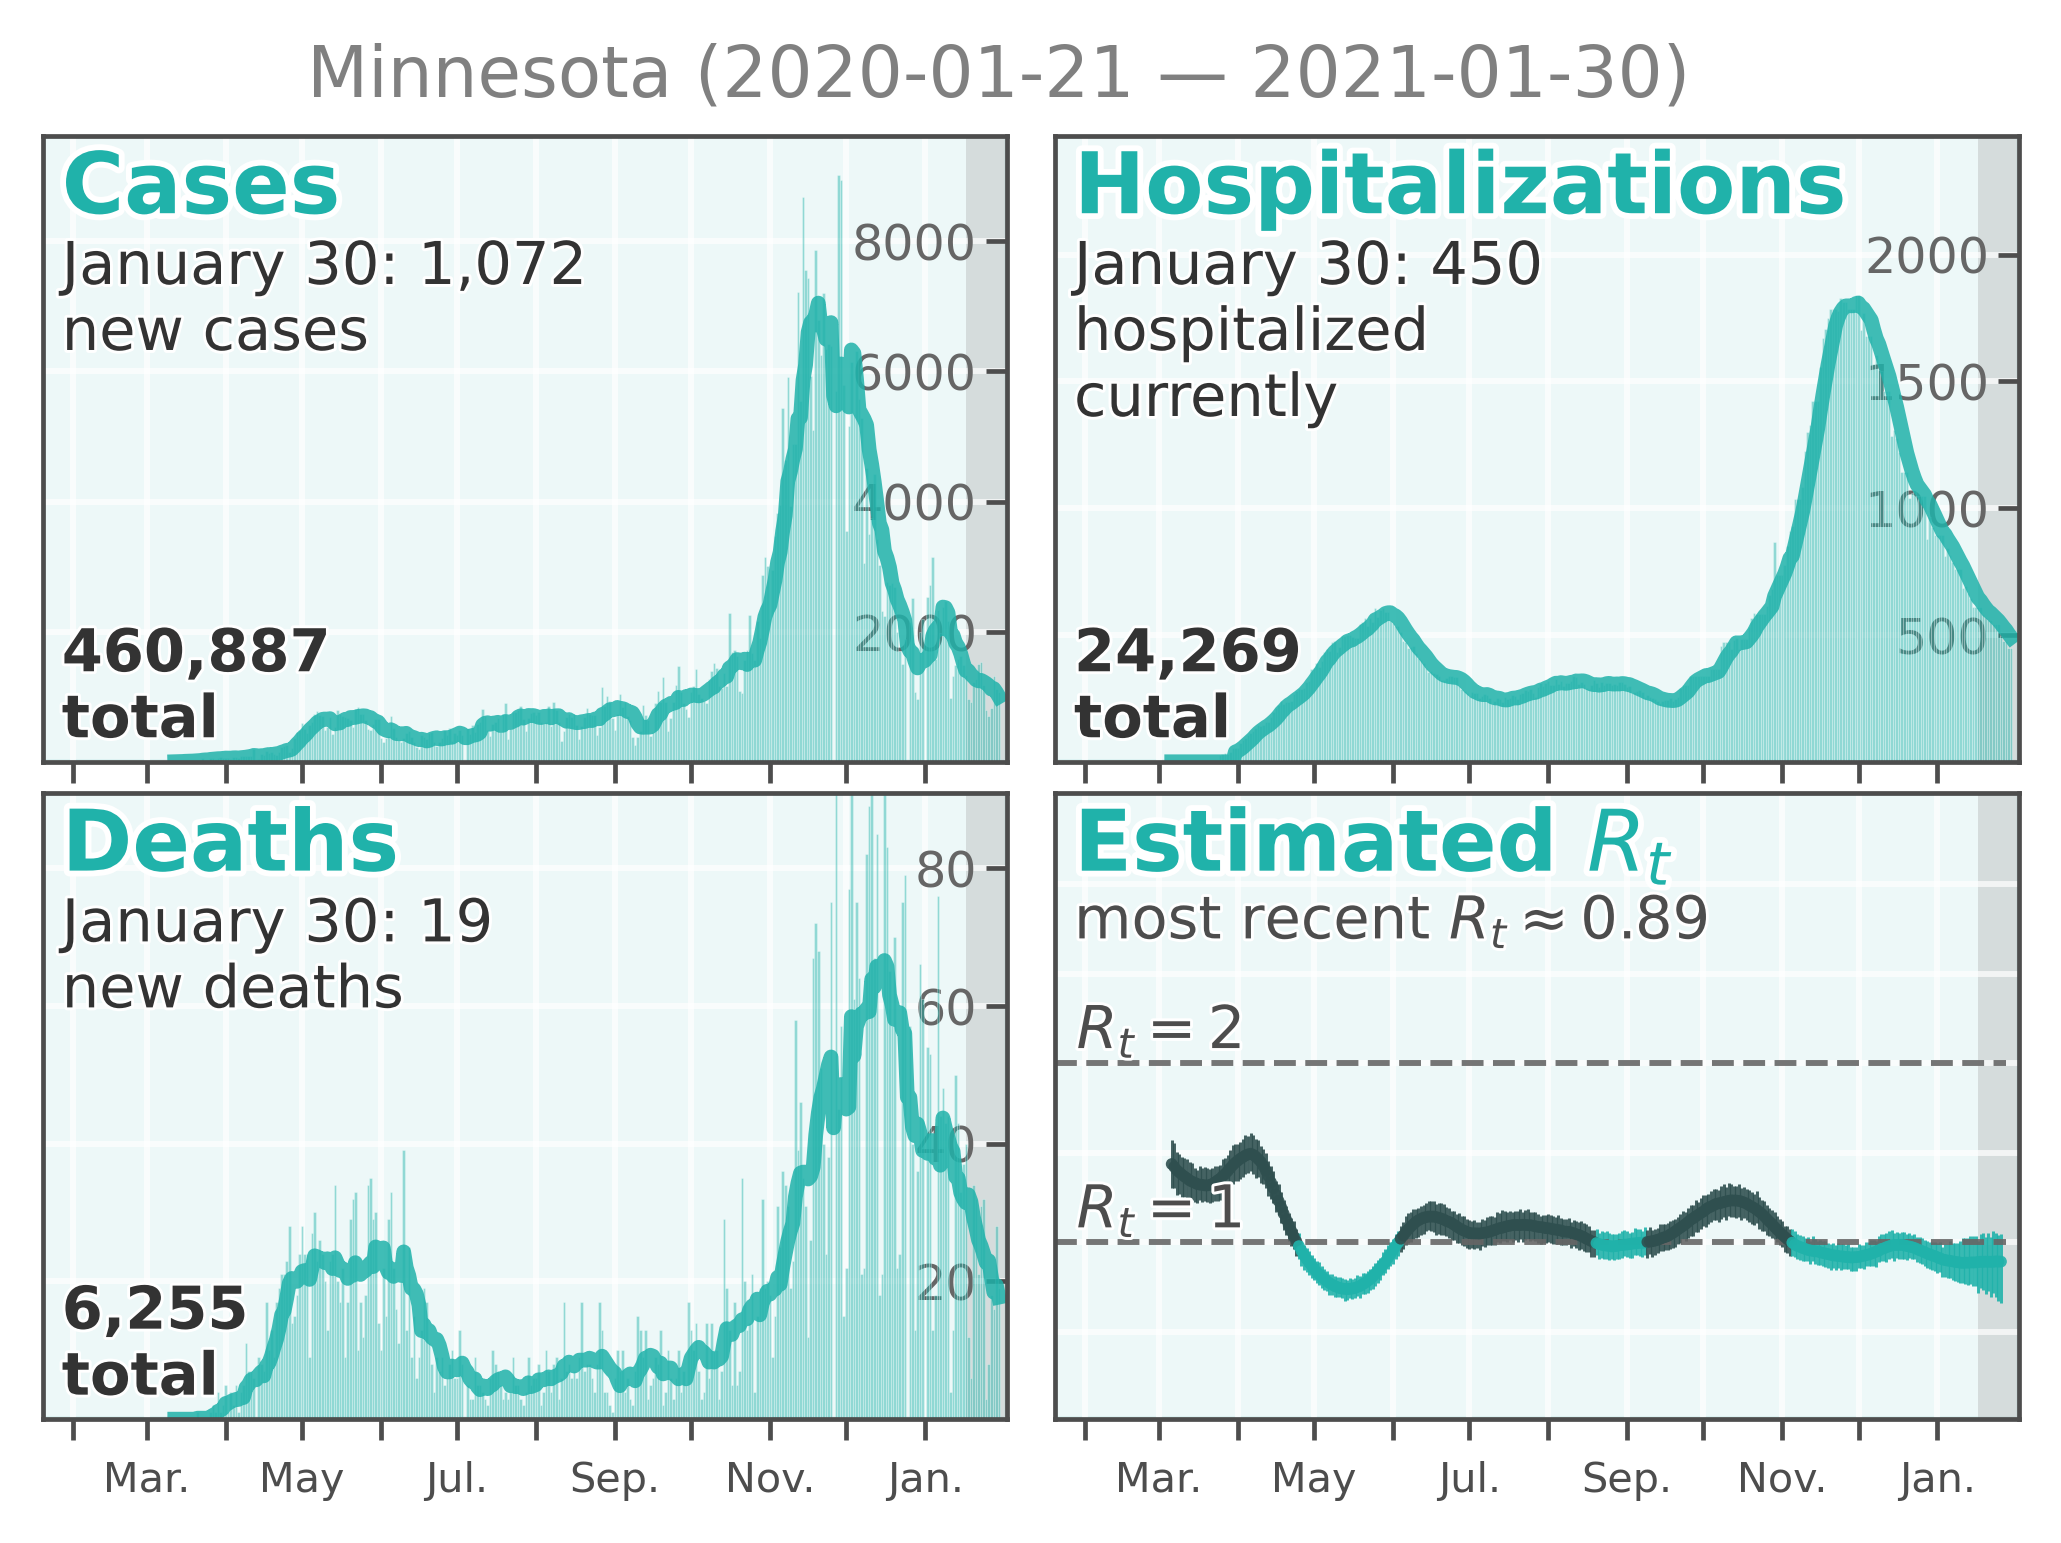 Minnesota (2020-01-21 — 2021-01-30)
Cases
January 30: 1,072
new cases
8000
6000
4000
2000
460,887
total
Hospitalizations
January 30: 450
hospitalized
currently
2000
1500
1000
500
24,269
total
Deaths
January 30: 19
new deaths
80
60
40
20
6,255
total
Mar. May Jul. Sep. Nov. Jan.
Estimated Rt
most recent Rt ≈ 0.89
Rt = 2
Rt = 1
Mar. May Jul. Sep. Nov. Jan.